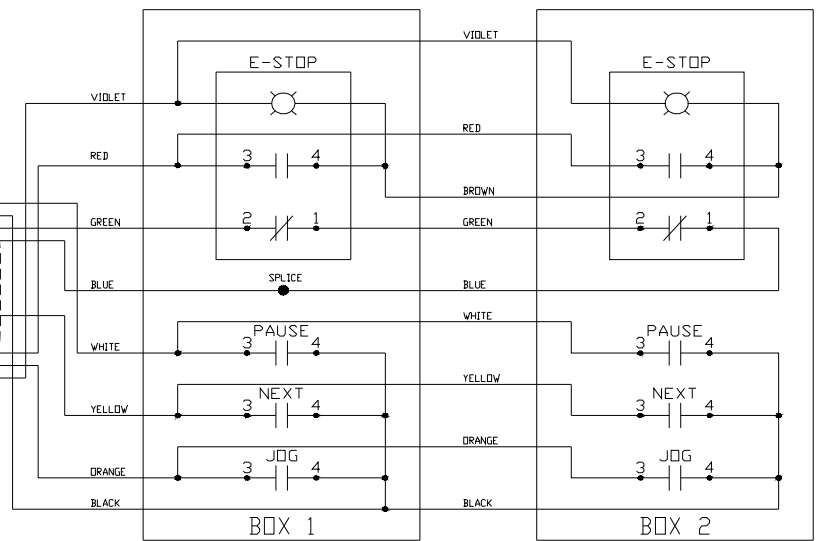 VIOLET
E-STOP E-STOP
VIOLET
RED
RED 3 4 3 4
BROWN
GREEN 2 1 GREEN 2 1
SPLICE
BLUE BLUE
WHITE
PAUSE PAUSE
WHITE 3 4 3 4
YELLOW
NEXT NEXT
YELLOW 3 4 3 4
ORANGE
JOG JOG
ORANGE 3 4 3 4
BLACK BLACK
BOX 1 BOX 2